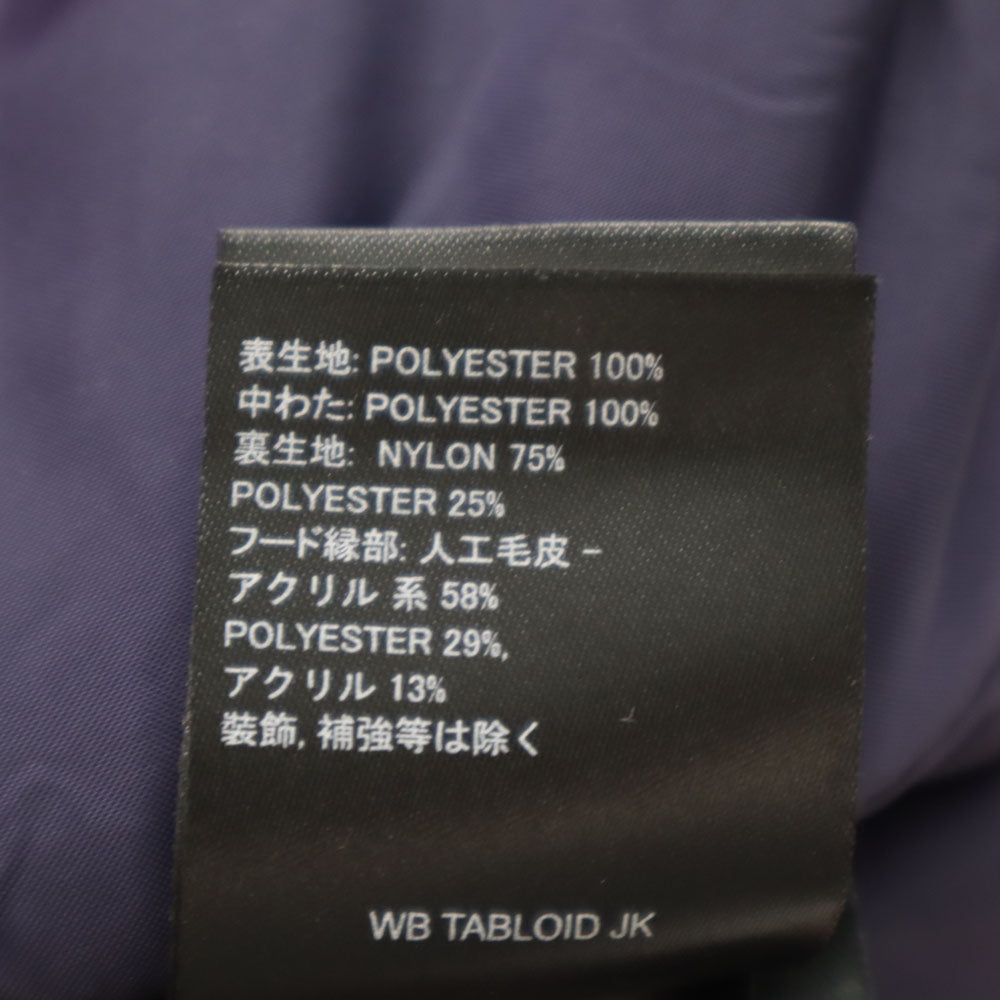 表生地: POLYESTER 100%
中わた: POLYESTER 100%
裏生地: NYLON 75%
POLYESTER 25%
フード縁部: 人工毛皮 -
アクリル 系 58%
POLYESTER 29%,
アクリル 13%
装飾, 補強等は除く
WB TABLOID JK